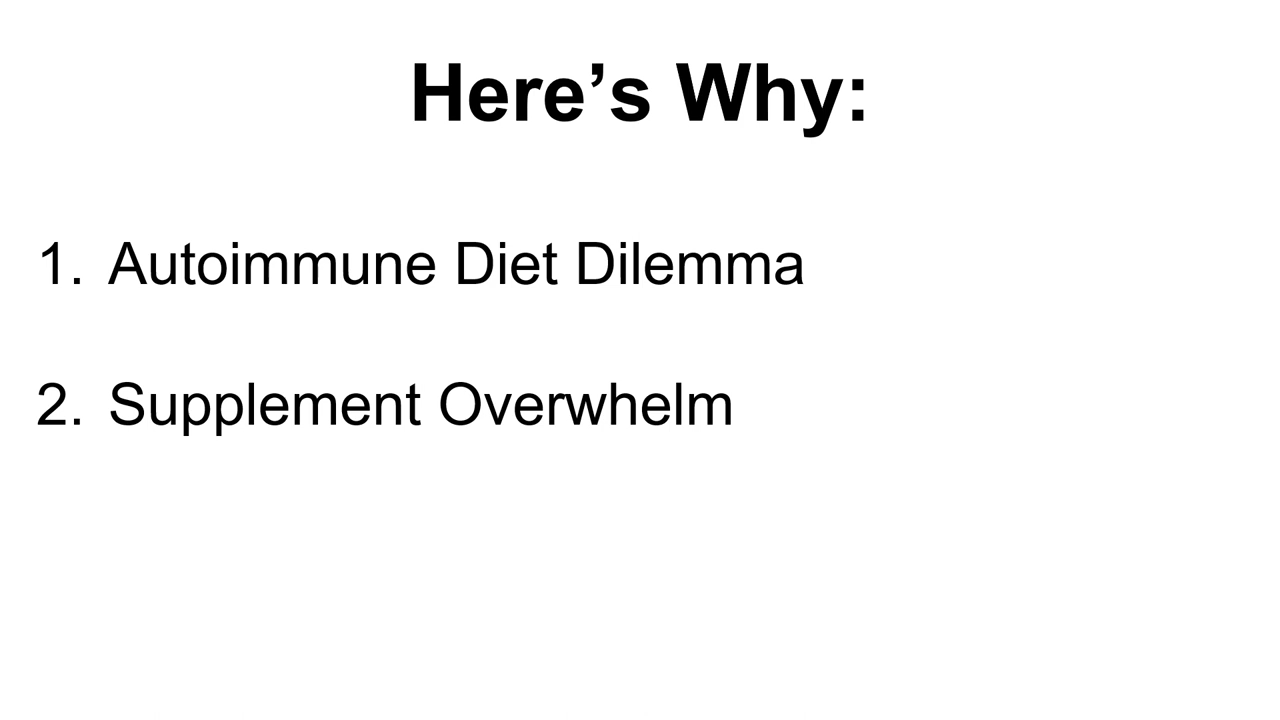 Here’s Why:
1. Autoimmune Diet Dilemma
2. Supplement Overwhelm